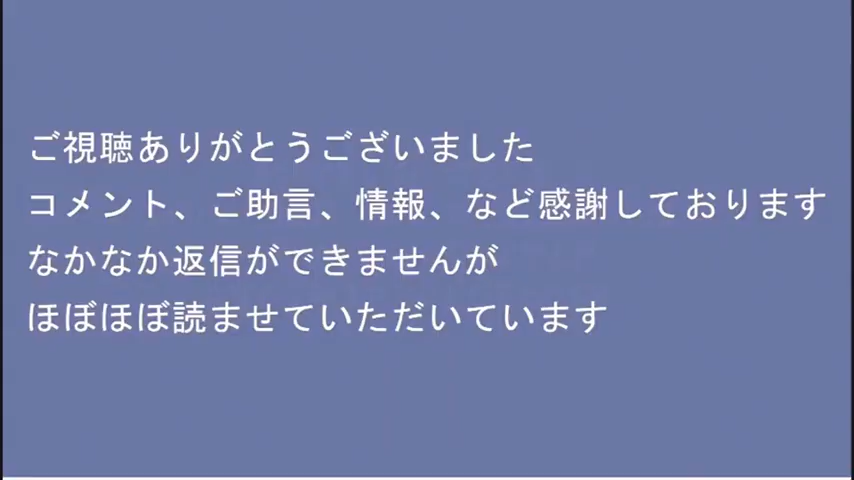 ご視聴ありがとうございました
コメント、ご助言、情報、など感謝しております
なかなか返信ができませんが
ほぼほぼ読ませていただいています